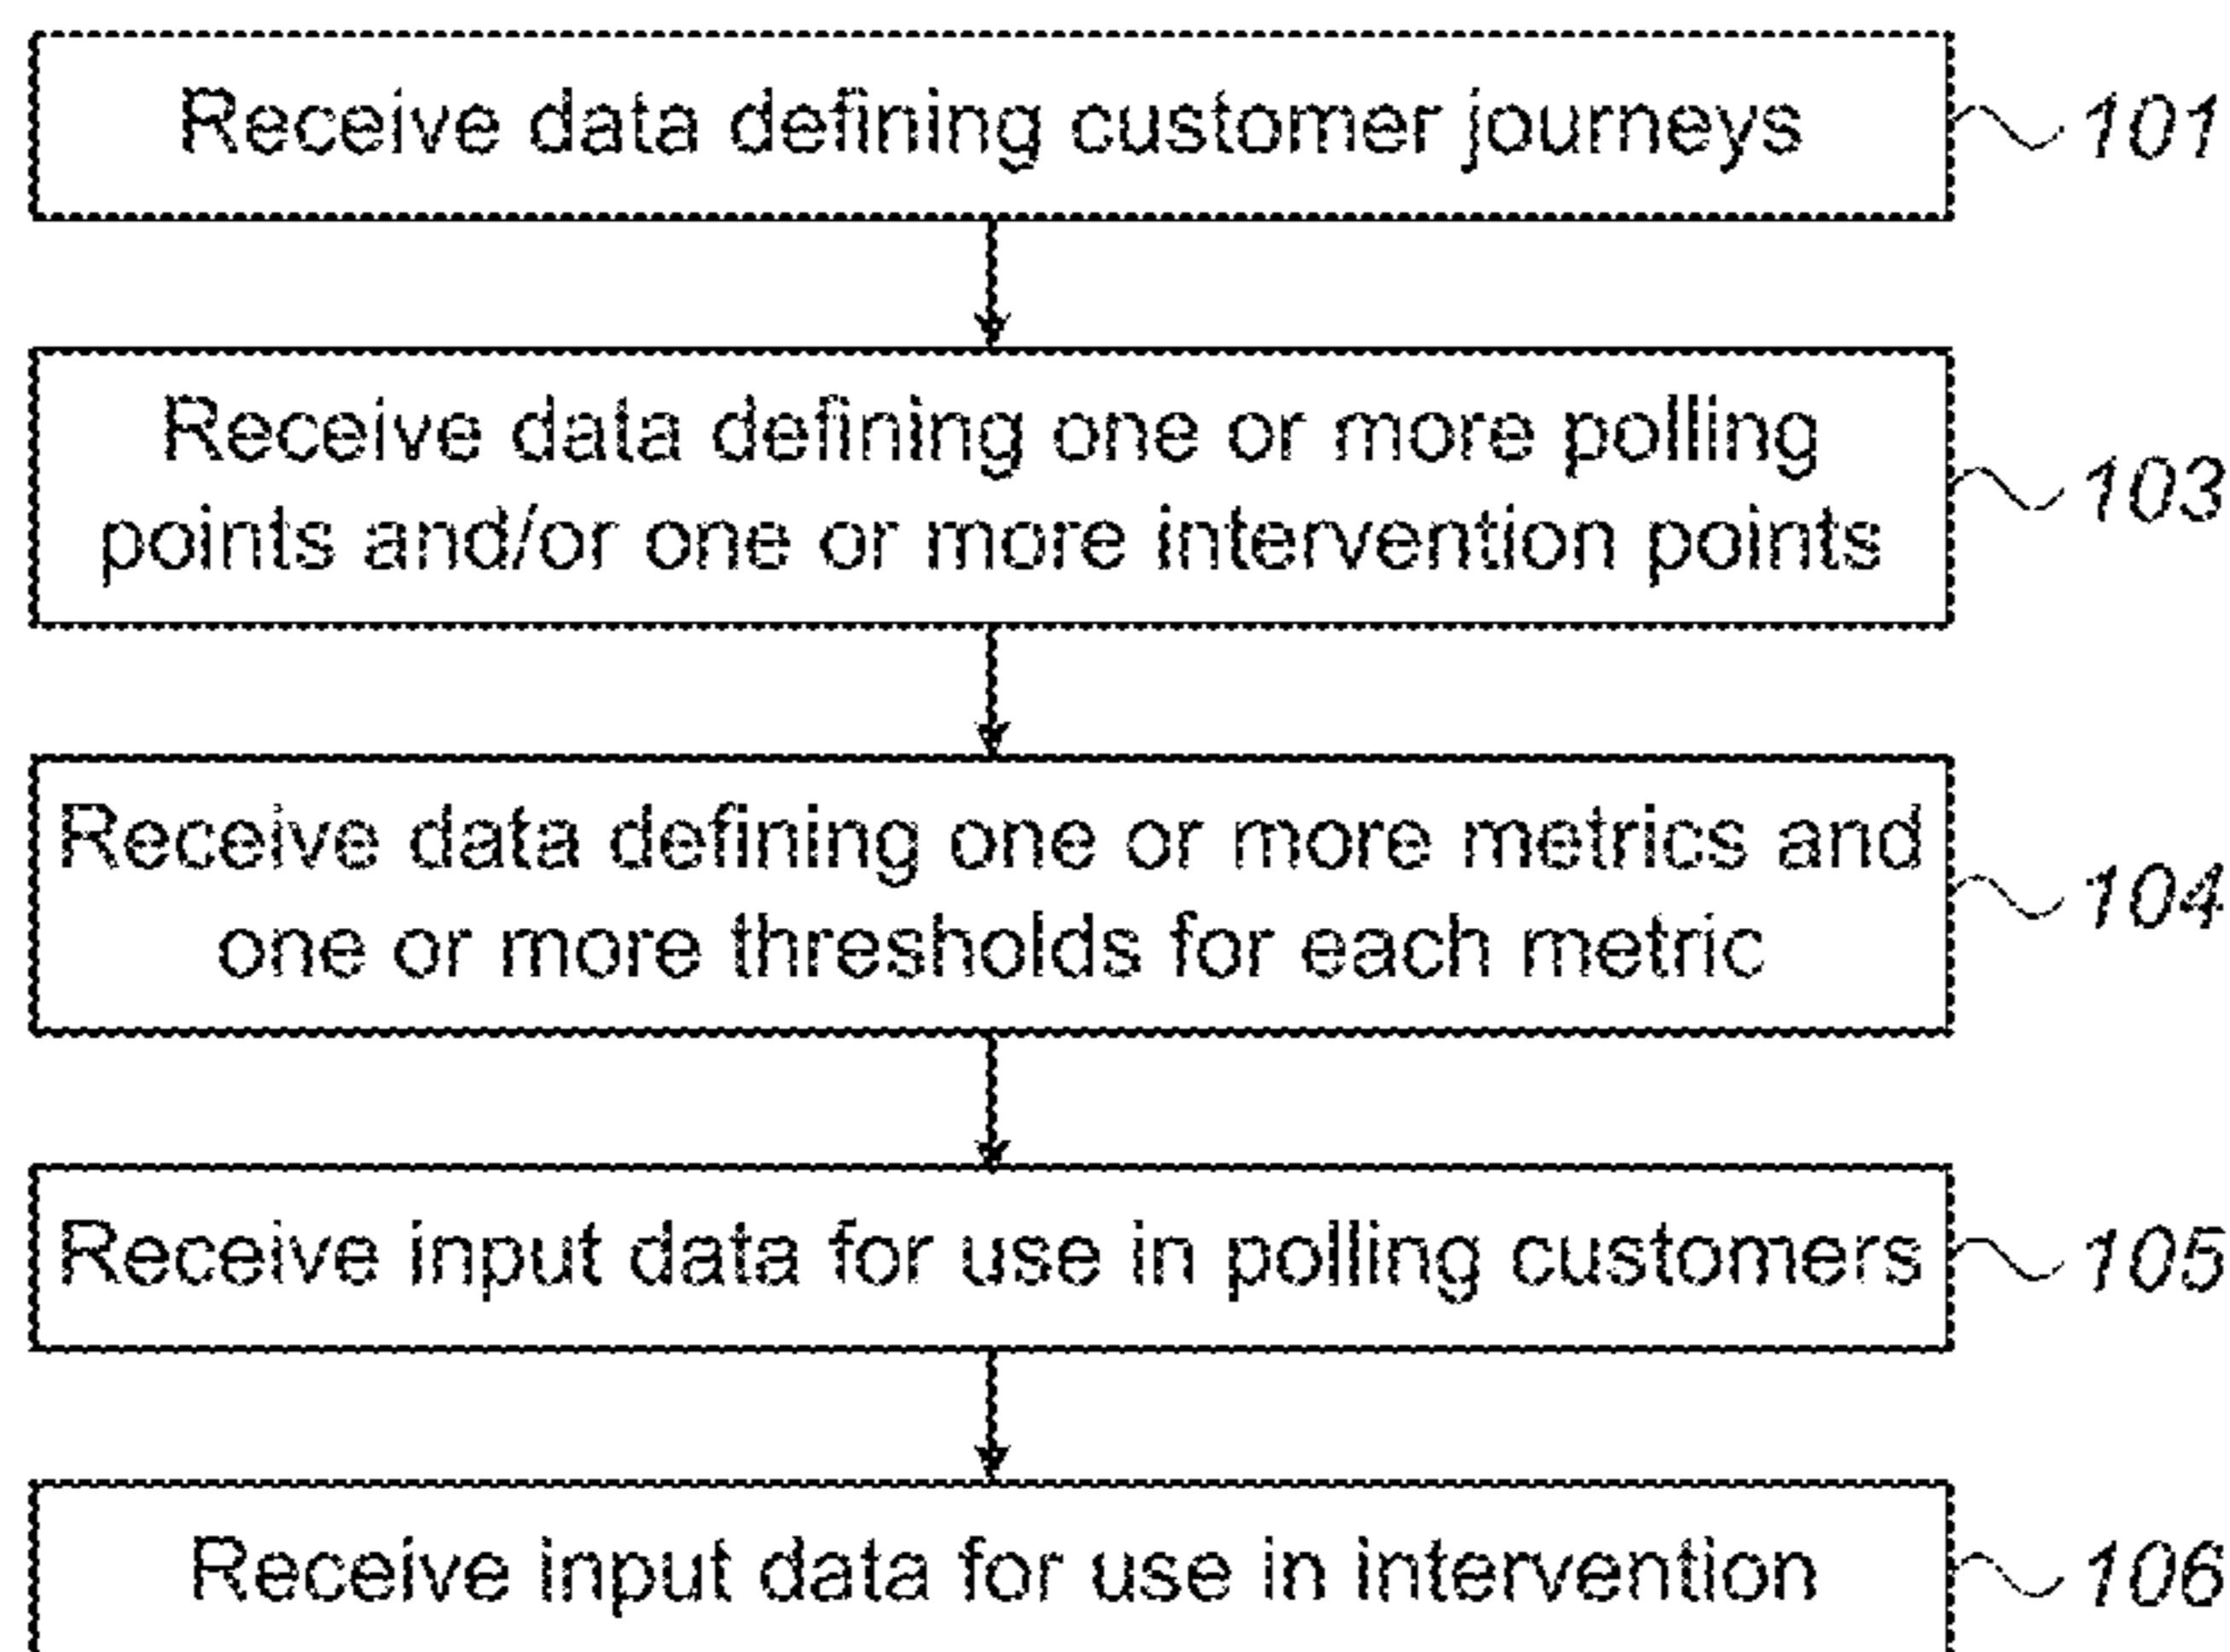 Receive data defining customer journeys
101
Receive data defining one or more polling
points and/or one or more intervention points
103
Receive data defining one or more metrics and
one or more thresholds for each metric
104
Receive input data for use in polling customers
105
Receive input data for use in intervention
106